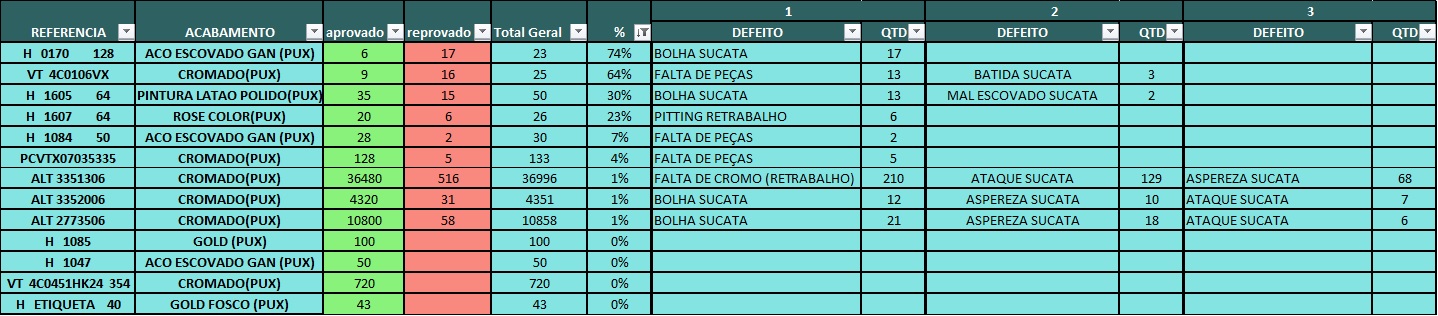 1 2 3
REFERENCIA ACABAMENTO aprovado reprovado Total Geral % DEFEITO QTD DEFEITO QTD DEFEITO QTD
H 0170 128 ACO ESCOVADO GAN (PUX) 6 17 23 74% BOLHA SUCATA 17
VT 4C0106VX CROMADO(PUX) 9 16 25 64% FALTA DE PEÇAS 13 BATIDA SUCATA 3
H 1605 64 PINTURA LATAO POLIDO(PUX) 35 15 50 30% BOLHA SUCATA 13 MAL ESCOVADO SUCATA 2
H 1607 64 ROSE COLOR(PUX) 20 6 26 23% PITTING RETRABALHO 6
H 1084 50 ACO ESCOVADO GAN (PUX) 28 2 30 7% FALTA DE PEÇAS 2
PCVTX07035335 CROMADO(PUX) 128 5 133 4% FALTA DE PEÇAS 5
ALT 3351306 CROMADO(PUX) 36480 516 36996 1% FALTA DE CROMO (RETRABALHO) 210 ATAQUE SUCATA 129 ASPEREZA SUCATA 68
ALT 3352006 CROMADO(PUX) 4320 31 4351 1% BOLHA SUCATA 12 ASPEREZA SUCATA 10 ATAQUE SUCATA 7
ALT 2773506 CROMADO(PUX) 10800 58 10858 1% BOLHA SUCATA 21 ASPEREZA SUCATA 18 ATAQUE SUCATA 6
H 1085 GOLD (PUX) 100 100 0%
H 1047 ACO ESCOVADO GAN (PUX) 50 50 0%
VT 4C0451HK24 354 CROMADO(PUX) 720 720 0%
H ETIQUETA 40 GOLD FOSCO (PUX) 43 43 0%